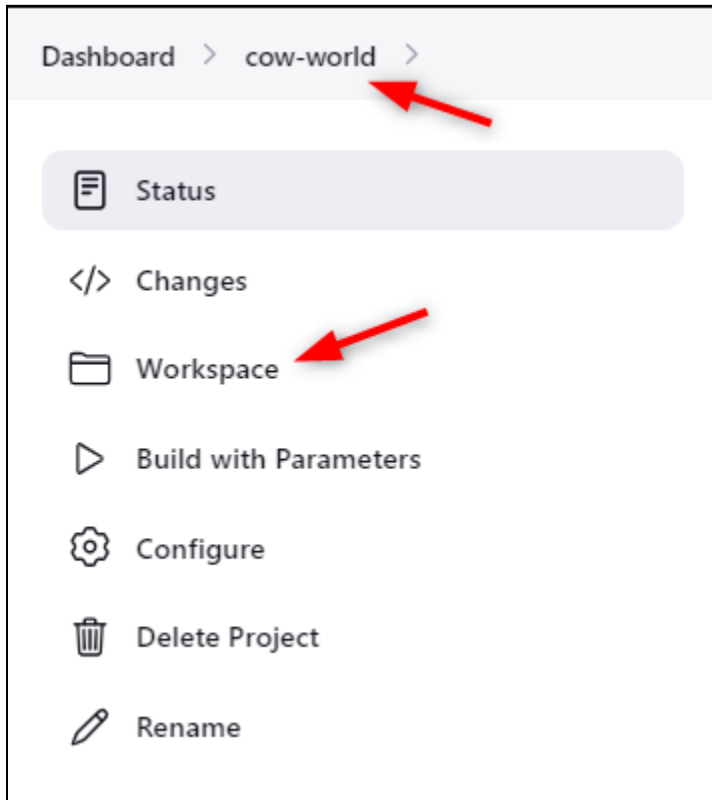 Dashboard > cow-world >
Status
Changes
Workspace
Build with Parameters
Configure
Delete Project
Rename